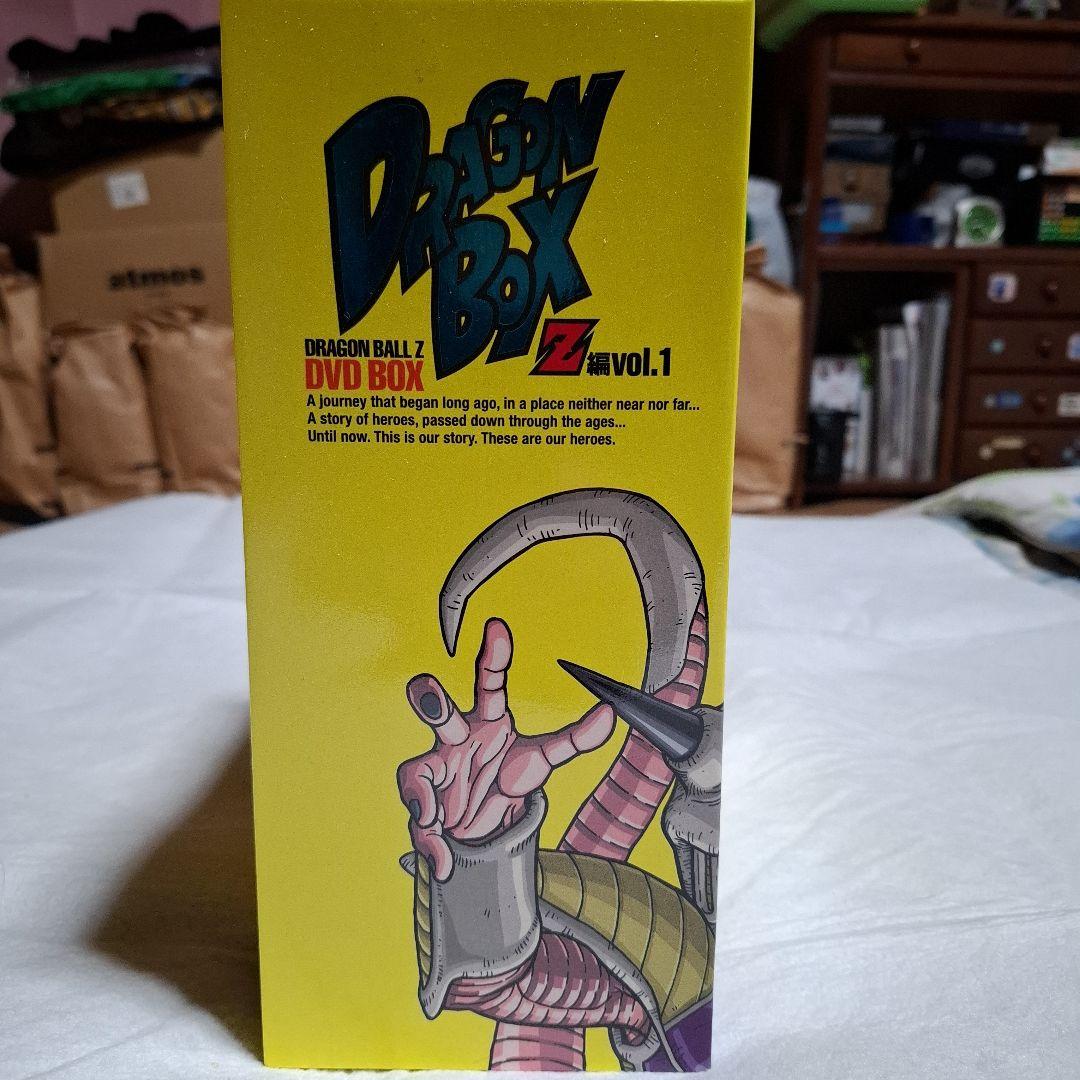 DRAGON
BOX
Z編vol.1
DRAGON BALL Z
DVD BOX
A journey that began long ago, in a place neither near nor far...
A story of heroes, passed down through the ages...
Until now. This is our story. These are our heroes.
atmos